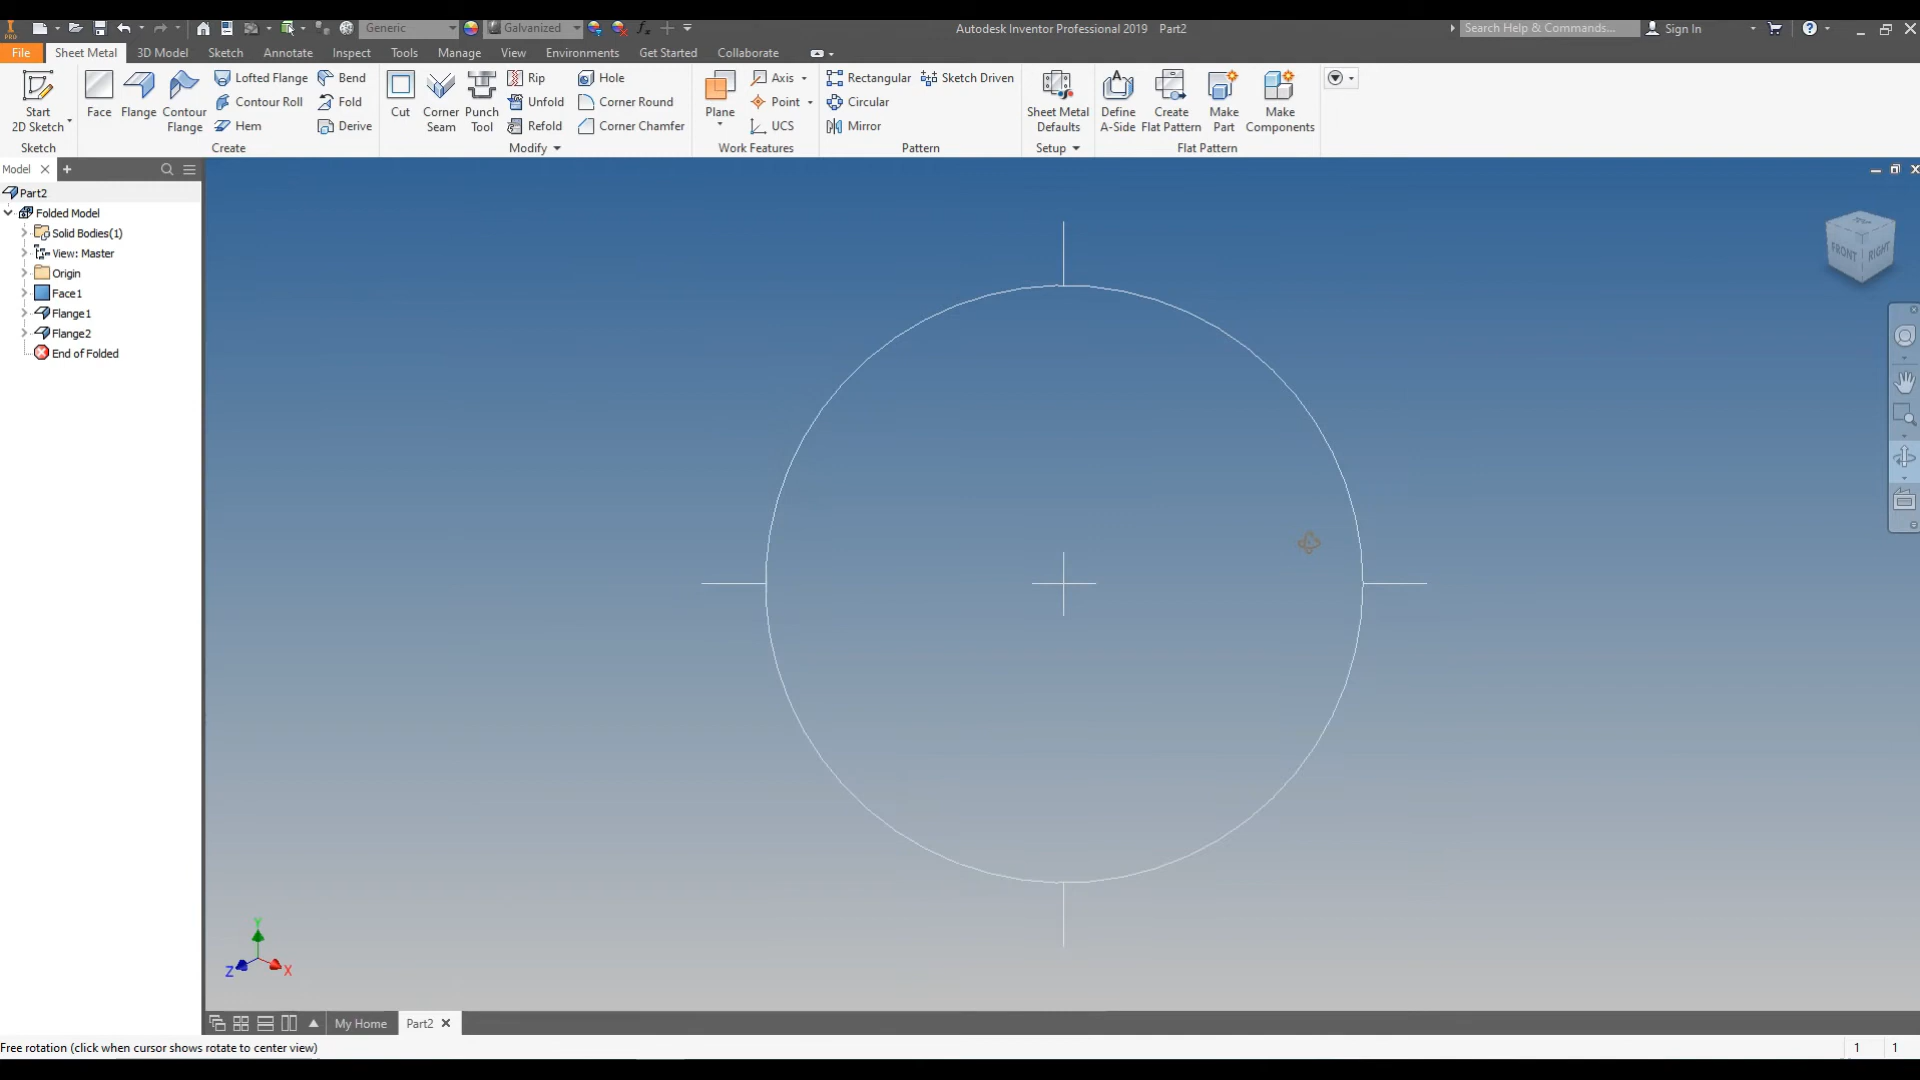 Generic
Galvanized
Autodesk Inventor Professional 2019 Part2
Search Help & Commands...
Sign In
File Sheet Metal 3D Model Sketch Annotate Inspect Tools Manage View Environments Get Started Collaborate
Start 2D Sketch
Face
Flange
Contour Flange
Lofted Flange
Contour Roll
Hem
Bend
Fold
Derive
Cut
Corner Seam
Punch Tool
Rip
Unfold
Refold
Hole
Corner Round
Corner Chamfer
Plane
Axis
Point
UCS
Rectangular
Circular
Mirror
Sketch Driven
Sheet Metal Defaults
Define A-Side
Create Flat Pattern
Make Part
Make Components
Sketch Create Modify Work Features Pattern Setup Flat Pattern
Model
Part2
Folded Model
Solid Bodies(1)
View: Master
Origin
Face1
Flange1
Flange2
End of Folded
FRONT RIGHT
Y
Z X
My Home Part2
Free rotation (click when cursor shows rotate to center view)
1 1